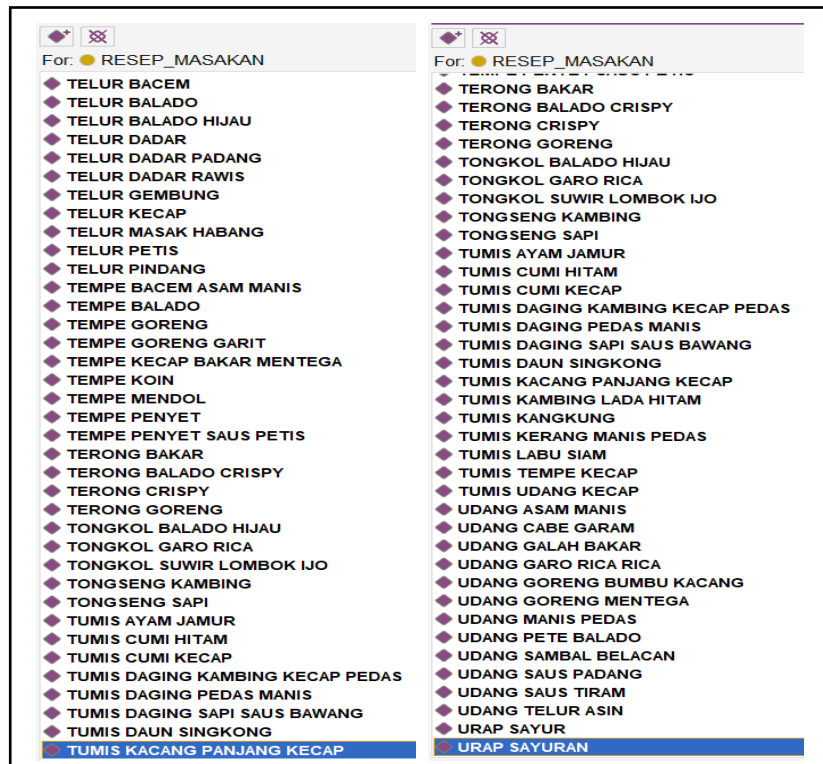 For: RESEP_MASAKAN
TELUR BACEM
TELUR BALADO
TELUR BALADO HIJAU
TELUR DADAR
TELUR DADAR PADANG
TELUR DADAR RAWIS
TELUR GEMBUNG
TELUR KECAP
TELUR MASAK HABANG
TELUR PETIS
TELUR PINDANG
TEMPE BACEM ASAM MANIS
TEMPE BALADO
TEMPE GORENG
TEMPE GORENG GARIT
TEMPE KECAP BAKAR MENTEGA
TEMPE KOIN
TEMPE MENDOL
TEMPE PENYET
TEMPE PENYET SAUS PETIS
TERONG BAKAR
TERONG BALADO CRISPY
TERONG CRISPY
TERONG GORENG
TONGKOL BALADO HIJAU
TONGKOL GARO RICA
TONGKOL SUWIR LOMBOK IJO
TONGSENG KAMBING
TONGSENG SAPI
TUMIS AYAM JAMUR
TUMIS CUMI HITAM
TUMIS CUMI KECAP
TUMIS DAGING KAMBING KECAP PEDAS
TUMIS DAGING PEDAS MANIS
TUMIS DAGING SAPI SAUS BAWANG
TUMIS DAUN SINGKONG
TUMIS KACANG PANJANG KECAP
For: RESEP_MASAKAN
TERONG BAKAR
TERONG BALADO CRISPY
TERONG CRISPY
TERONG GORENG
TONGKOL BALADO HIJAU
TONGKOL GARO RICA
TONGKOL SUWIR LOMBOK IJO
TONGSENG KAMBING
TONGSENG SAPI
TUMIS AYAM JAMUR
TUMIS CUMI HITAM
TUMIS CUMI KECAP
TUMIS DAGING KAMBING KECAP PEDAS
TUMIS DAGING PEDAS MANIS
TUMIS DAGING SAPI SAUS BAWANG
TUMIS DAUN SINGKONG
TUMIS KACANG PANJANG KECAP
TUMIS KAMBING LADA HITAM
TUMIS KANGKUNG
TUMIS KERANG MANIS PEDAS
TUMIS LABU SIAM
TUMIS TEMPE KECAP
TUMIS UDANG KECAP
UDANG ASAM MANIS
UDANG CABE GARAM
UDANG GALAH BAKAR
UDANG GARO RICA RICA
UDANG GORENG BUMBU KACANG
UDANG GORENG MENTEGA
UDANG MANIS PEDAS
UDANG PETE BALADO
UDANG SAMBAL BELACAN
UDANG SAUS PADANG
UDANG SAUS TIRAM
UDANG TELUR ASIN
URAP SAYUR
URAP SAYURAN